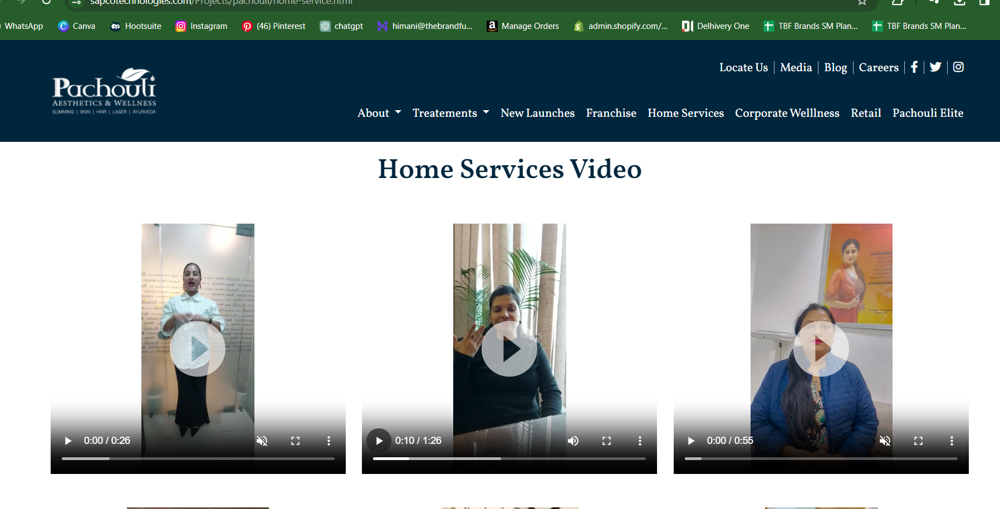 sapcotechnologies.com/Projects/pachouli/home-service.html
WhatsApp Canva Hootsuite Instagram (46) Pinterest chatgpt himani@thebrandfu... Manage Orders admin.shopify.com/... Delhivery One TBF Brands SM Plan... TBF Brands SM Plan...
Locate Us Media Blog Careers
Pachouli
AESTHETICS & WELLNESS
SLIMMING | SKIN | HAIR | LASER | AYURVEDA
About Treatements New Launches Franchise Home Services Corporate Welllness Retail Pachouli Elite
Home Services Video
0:00 / 0:26
0:10 / 1:26
0:00 / 0:55